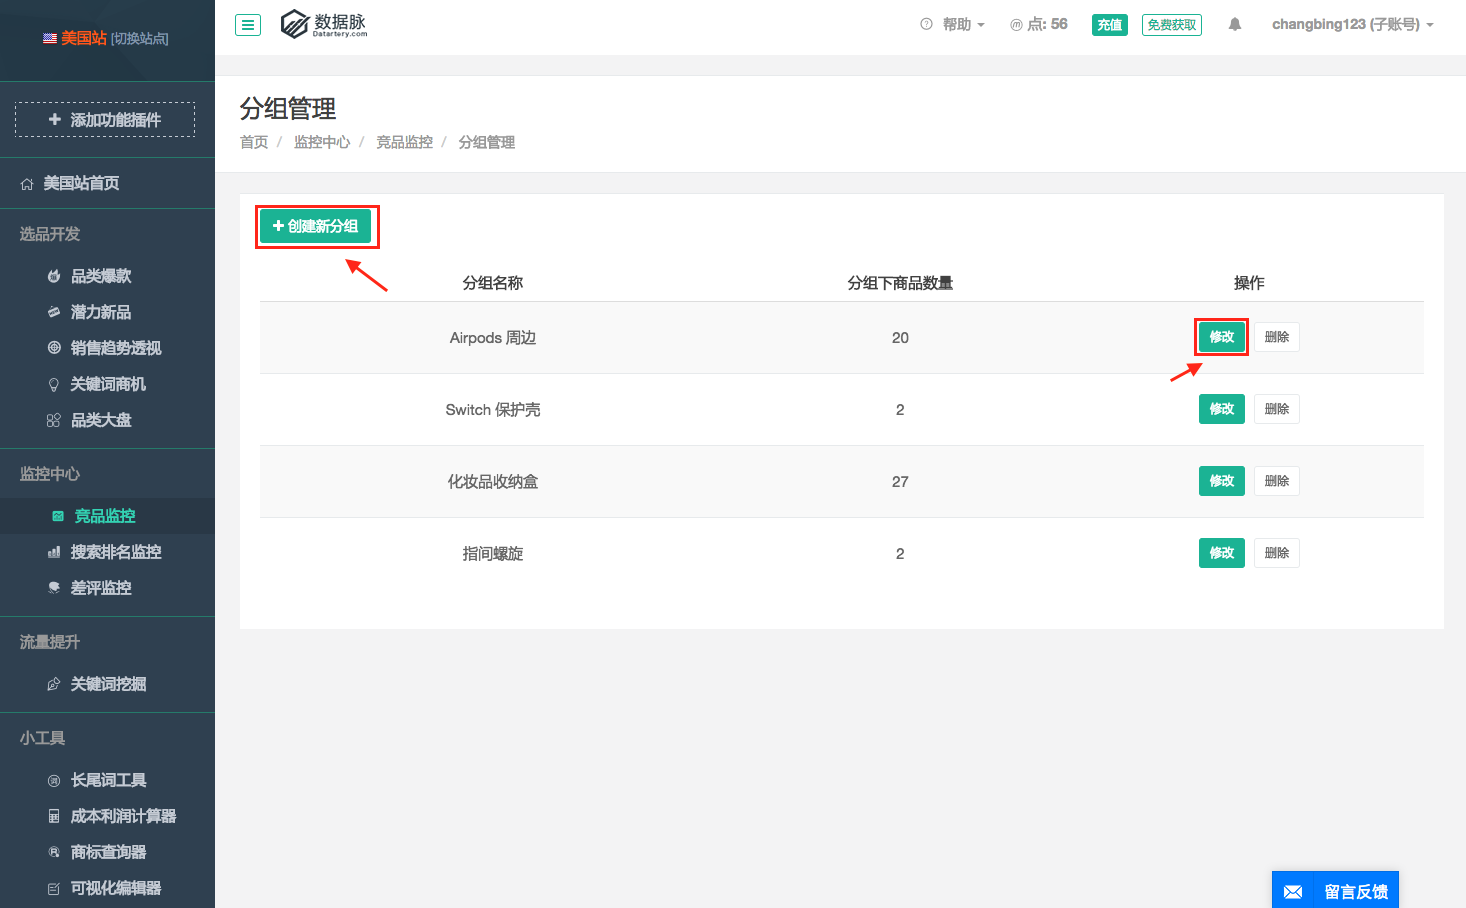 美国站 [切换站点]
数据脉
Datartery.com
帮助
点: 56
充值
免费获取
changbing123 (子账号)
添加功能插件
美国站首页
选品开发
品类爆款
潜力新品
销售趋势透视
关键词商机
品类大盘
监控中心
竞品监控
搜索排名监控
差评监控
流量提升
关键词挖掘
小工具
长尾词工具
成本利润计算器
商标查询器
可视化编辑器
分组管理
首页 / 监控中心 / 竞品监控 / 分组管理
+ 创建新分组
分组名称 分组下商品数量 操作
Airpods 周边 20 修改 删除
Switch 保护壳 2 修改 删除
化妆品收纳盒 27 修改 删除
指间螺旋 2 修改 删除
留言反馈